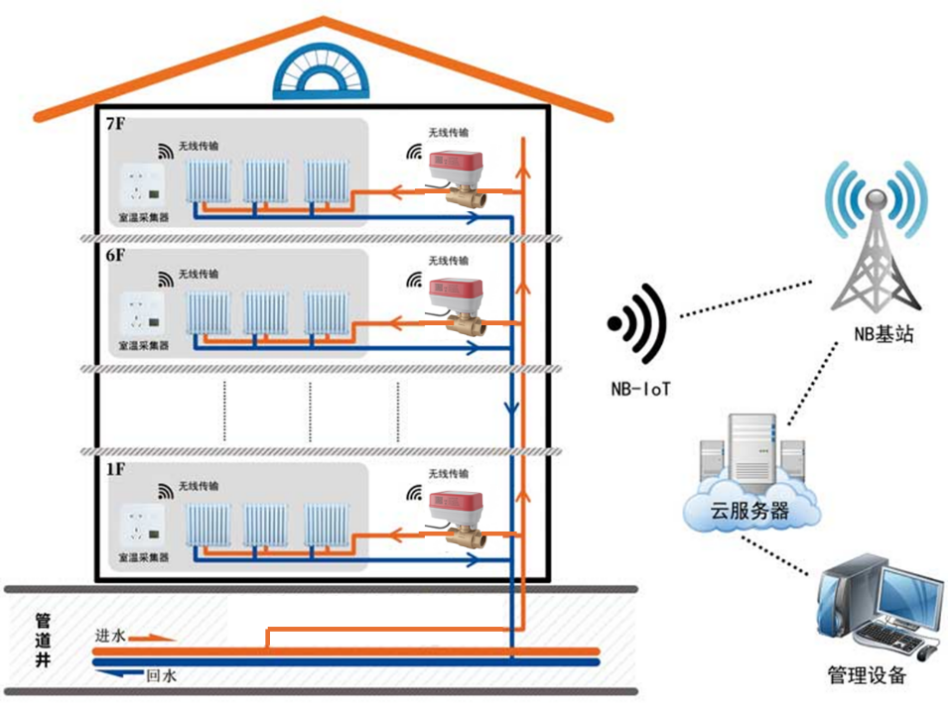 7F
无线传输
无线传输
室温采集器
6F
无线传输
无线传输
室温采集器
NB-IoT
NB基站
1F
无线传输
无线传输
室温采集器
云服务器
管道井
进水
回水
管理设备